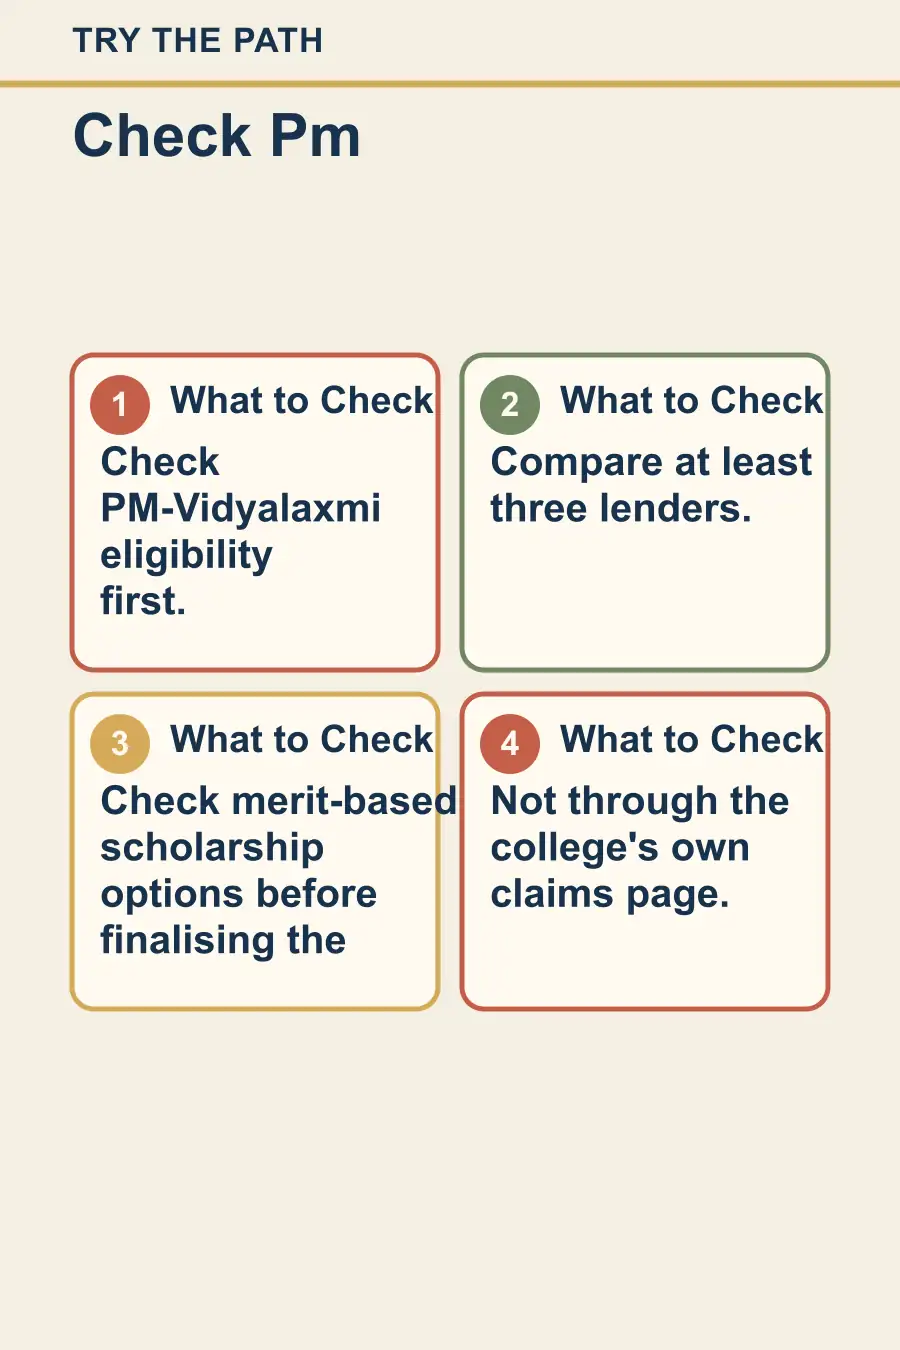 TRY THE PATH
Check Pm
1 What to Check
Check
PM-Vidyalaxmi
eligibility
first.
2 What to Check
Compare at least
three lenders.
3 What to Check
Check merit-based
scholarship
options before
finalising the
4 What to Check
Not through the
college's own
claims page.